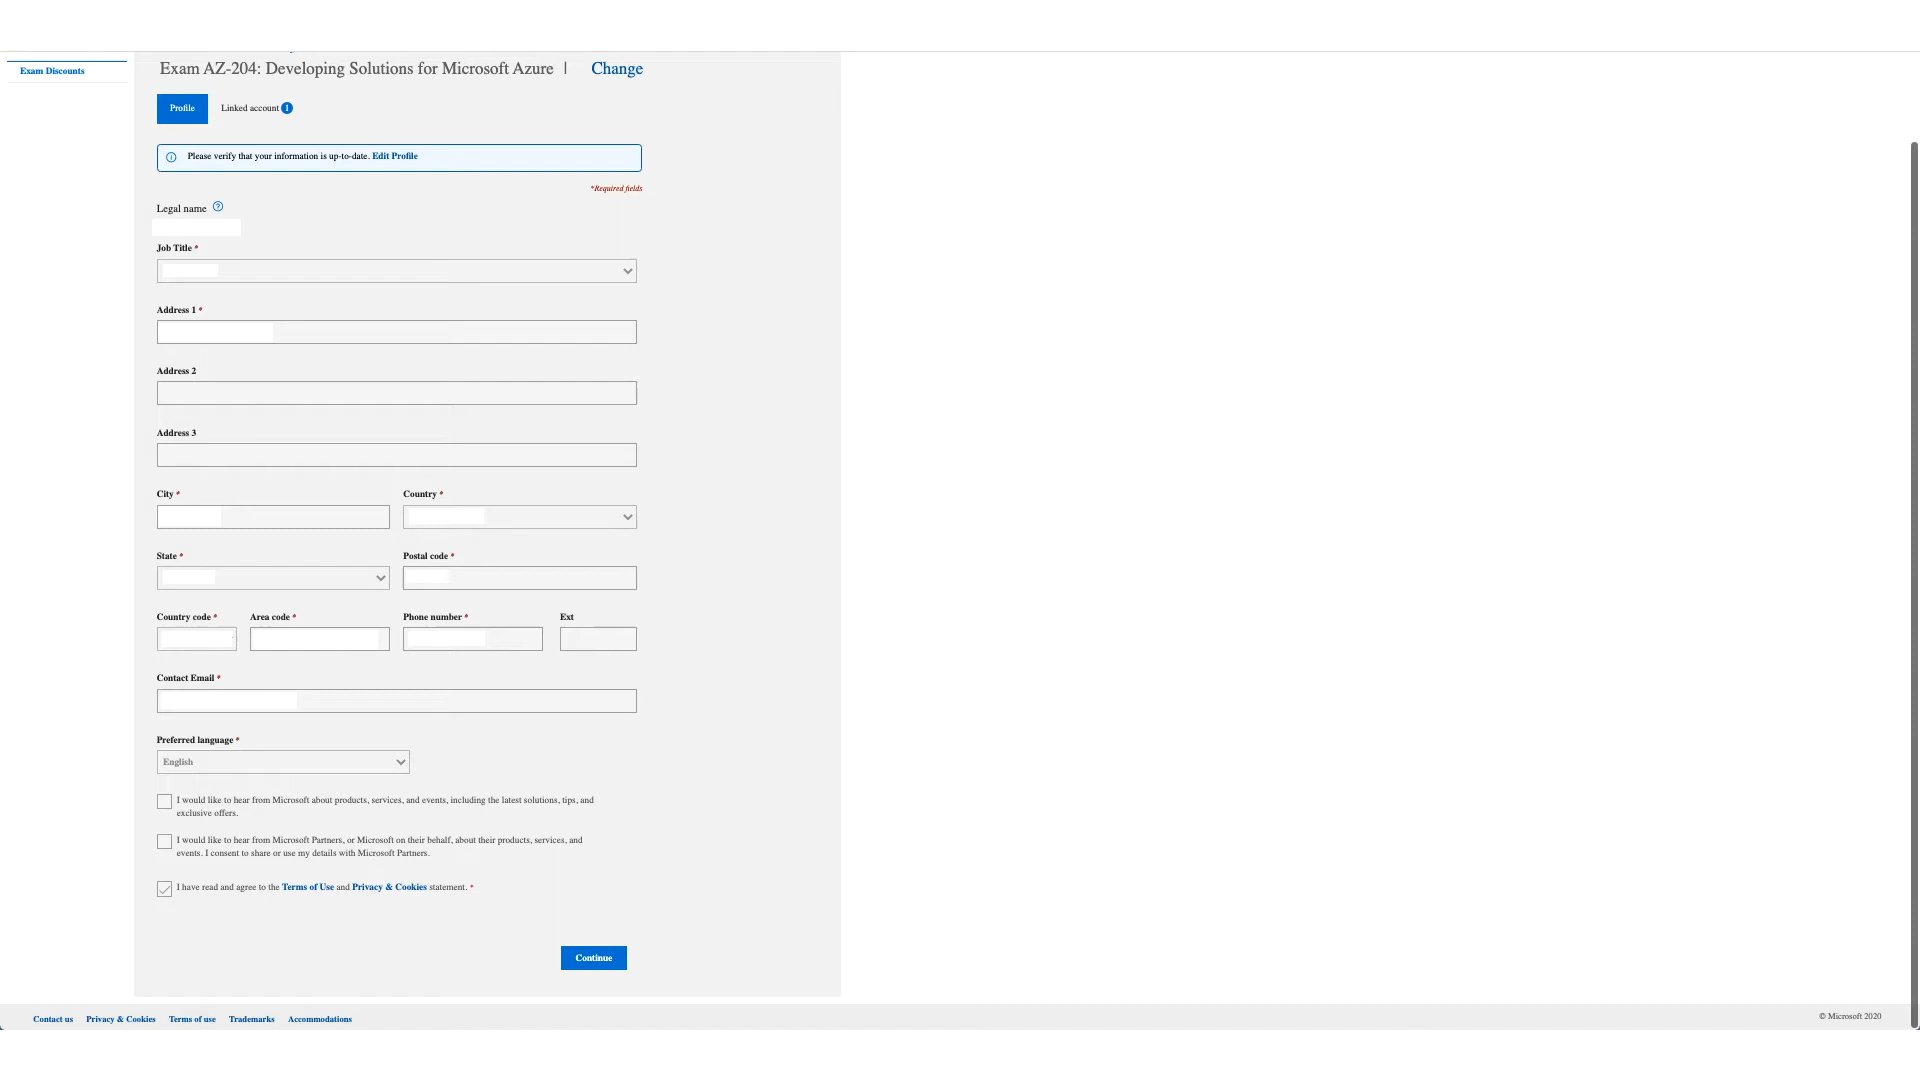 Exam Discounts
Exam AZ-204: Developing Solutions for Microsoft Azure | Change
Profile Linked account
Please verify that your information is up-to-date. Edit Profile
*Required fields
Legal name
Job Title *
Address 1 *
Address 2
Address 3
City * Country *
State * Postal code *
Country code * Area code * Phone number * Ext
Contact Email *
Preferred language *
English
I would like to hear from Microsoft about products, services, and events, including the latest solutions, tips, and
exclusive offers.
I would like to hear from Microsoft Partners, or Microsoft on their behalf, about their products, services, and
events. I consent to share or use my details with Microsoft Partners.
I have read and agree to the Terms of Use and Privacy & Cookies statement. *
Continue
Contact us Privacy & Cookies Terms of use Trademarks Accommodations © Microsoft 2020